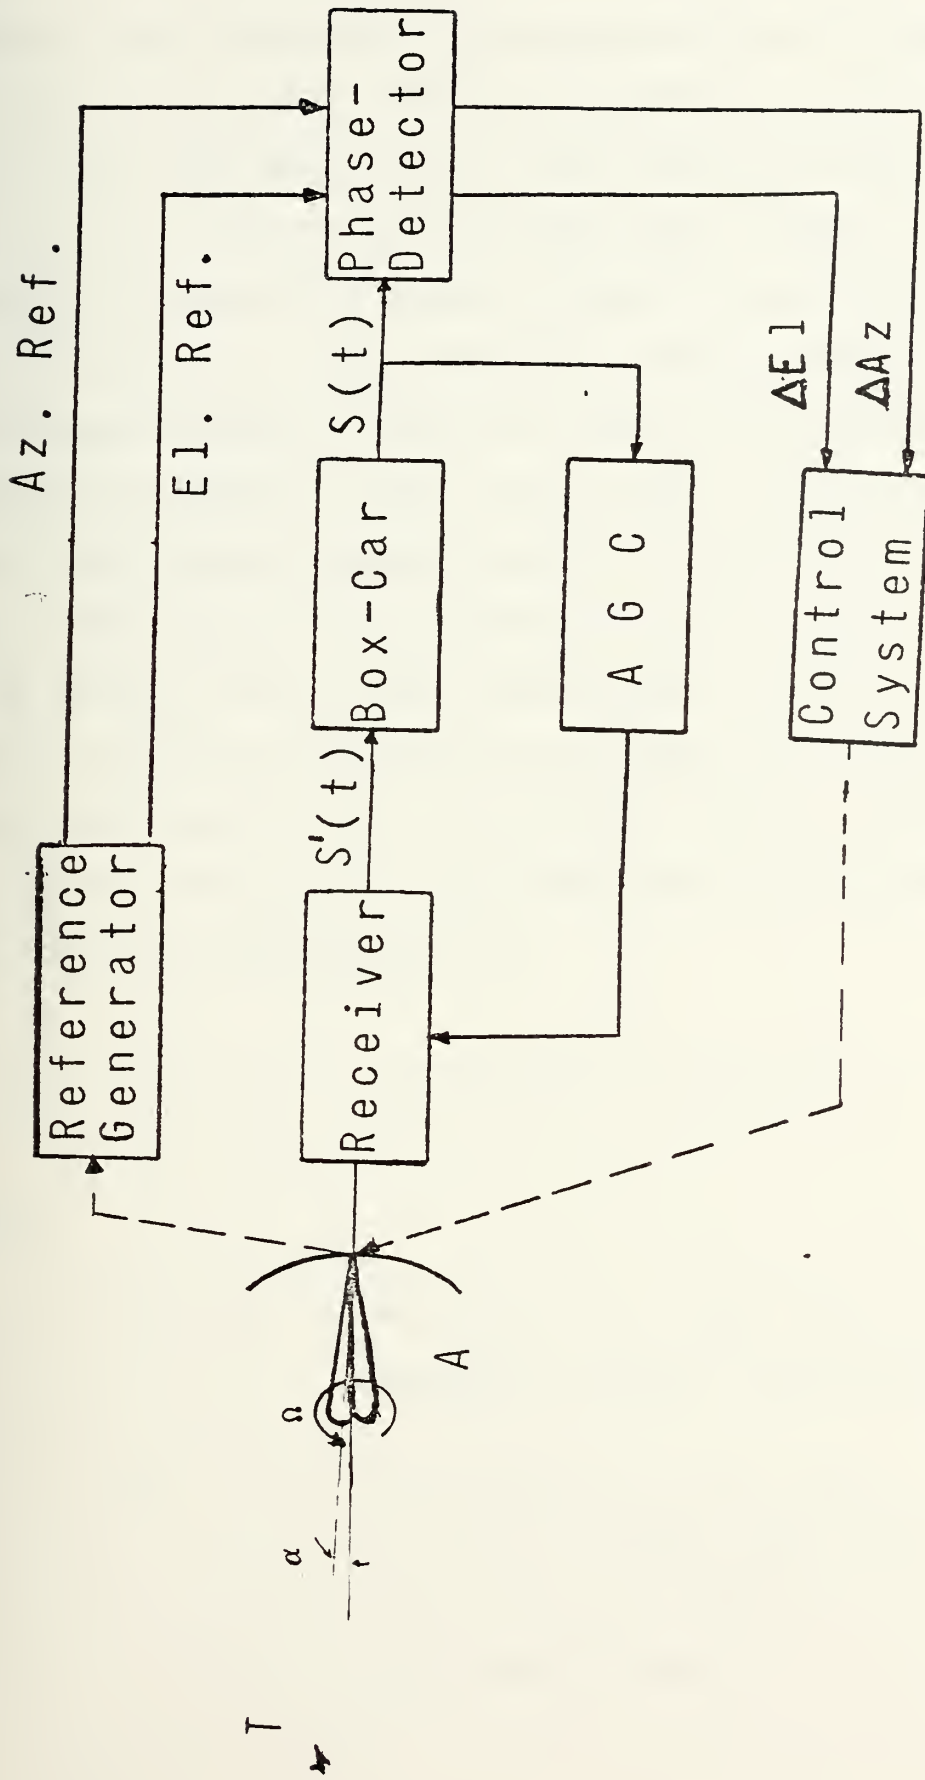 Az. Ref.
El. Ref.
Reference
Generator
Phase-
Detector
Receiver
S'(t)
Box-Car
S(t)
A G C
Control
System
ΔEl
ΔAz
T
α
Ω
A